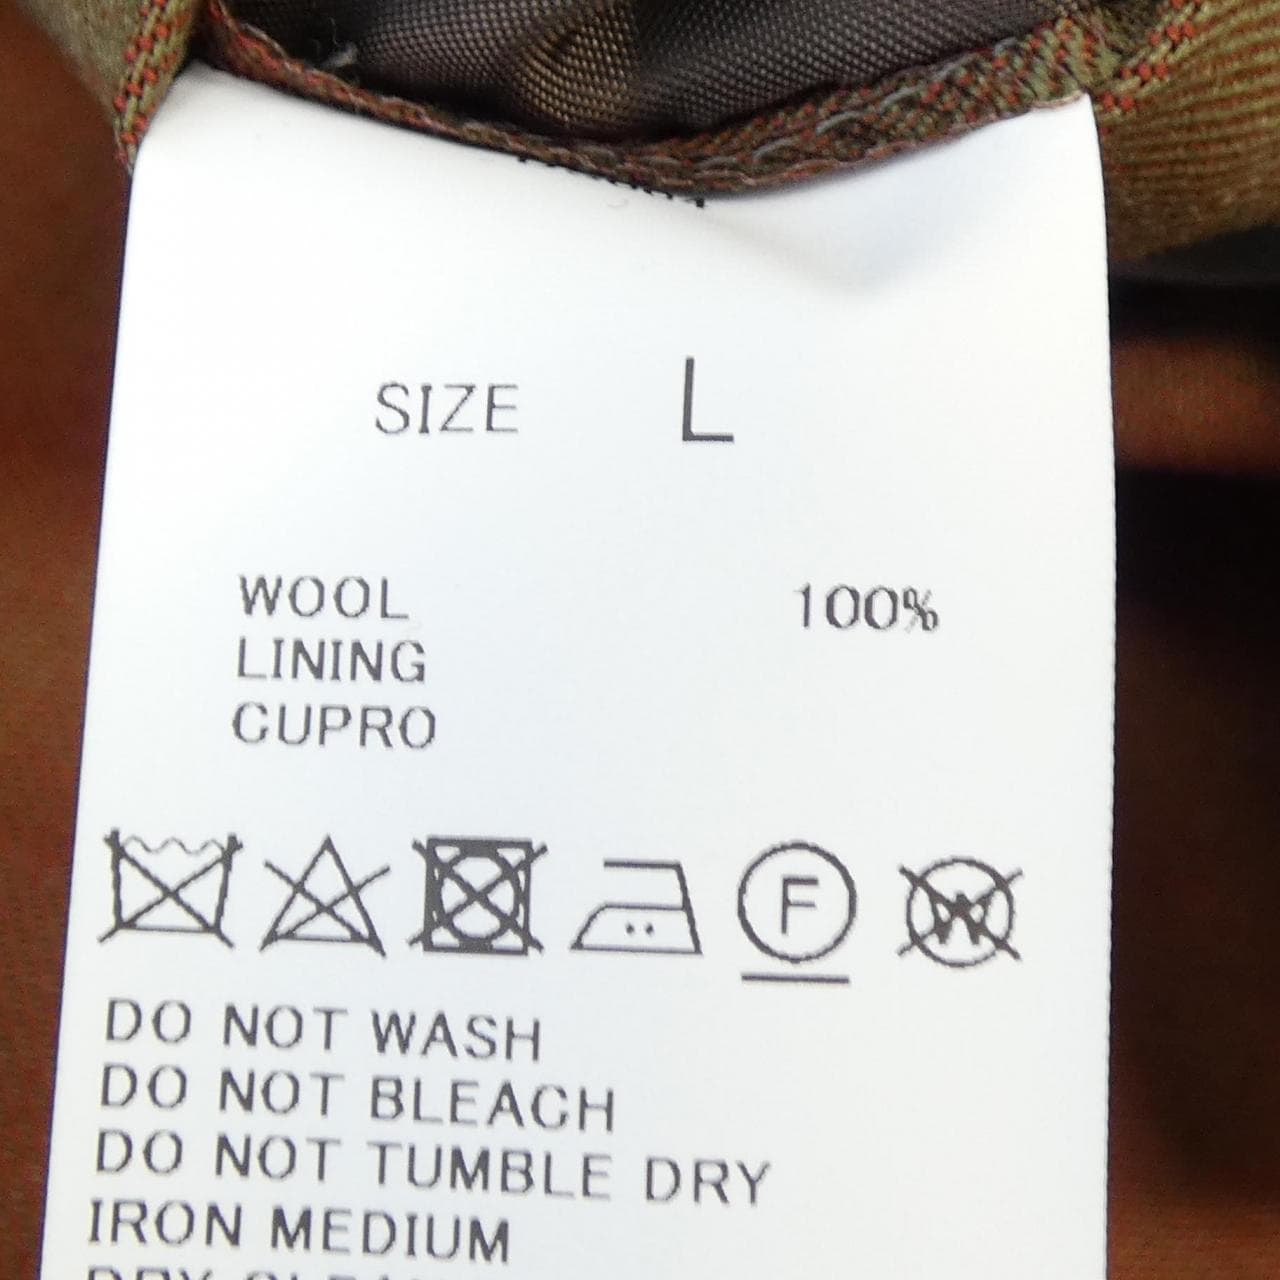 SIZE L
WOOL 100%
LINING
CUPRO
F W
DO NOT WASH
DO NOT BLEACH
DO NOT TUMBLE DRY
IRON MEDIUM